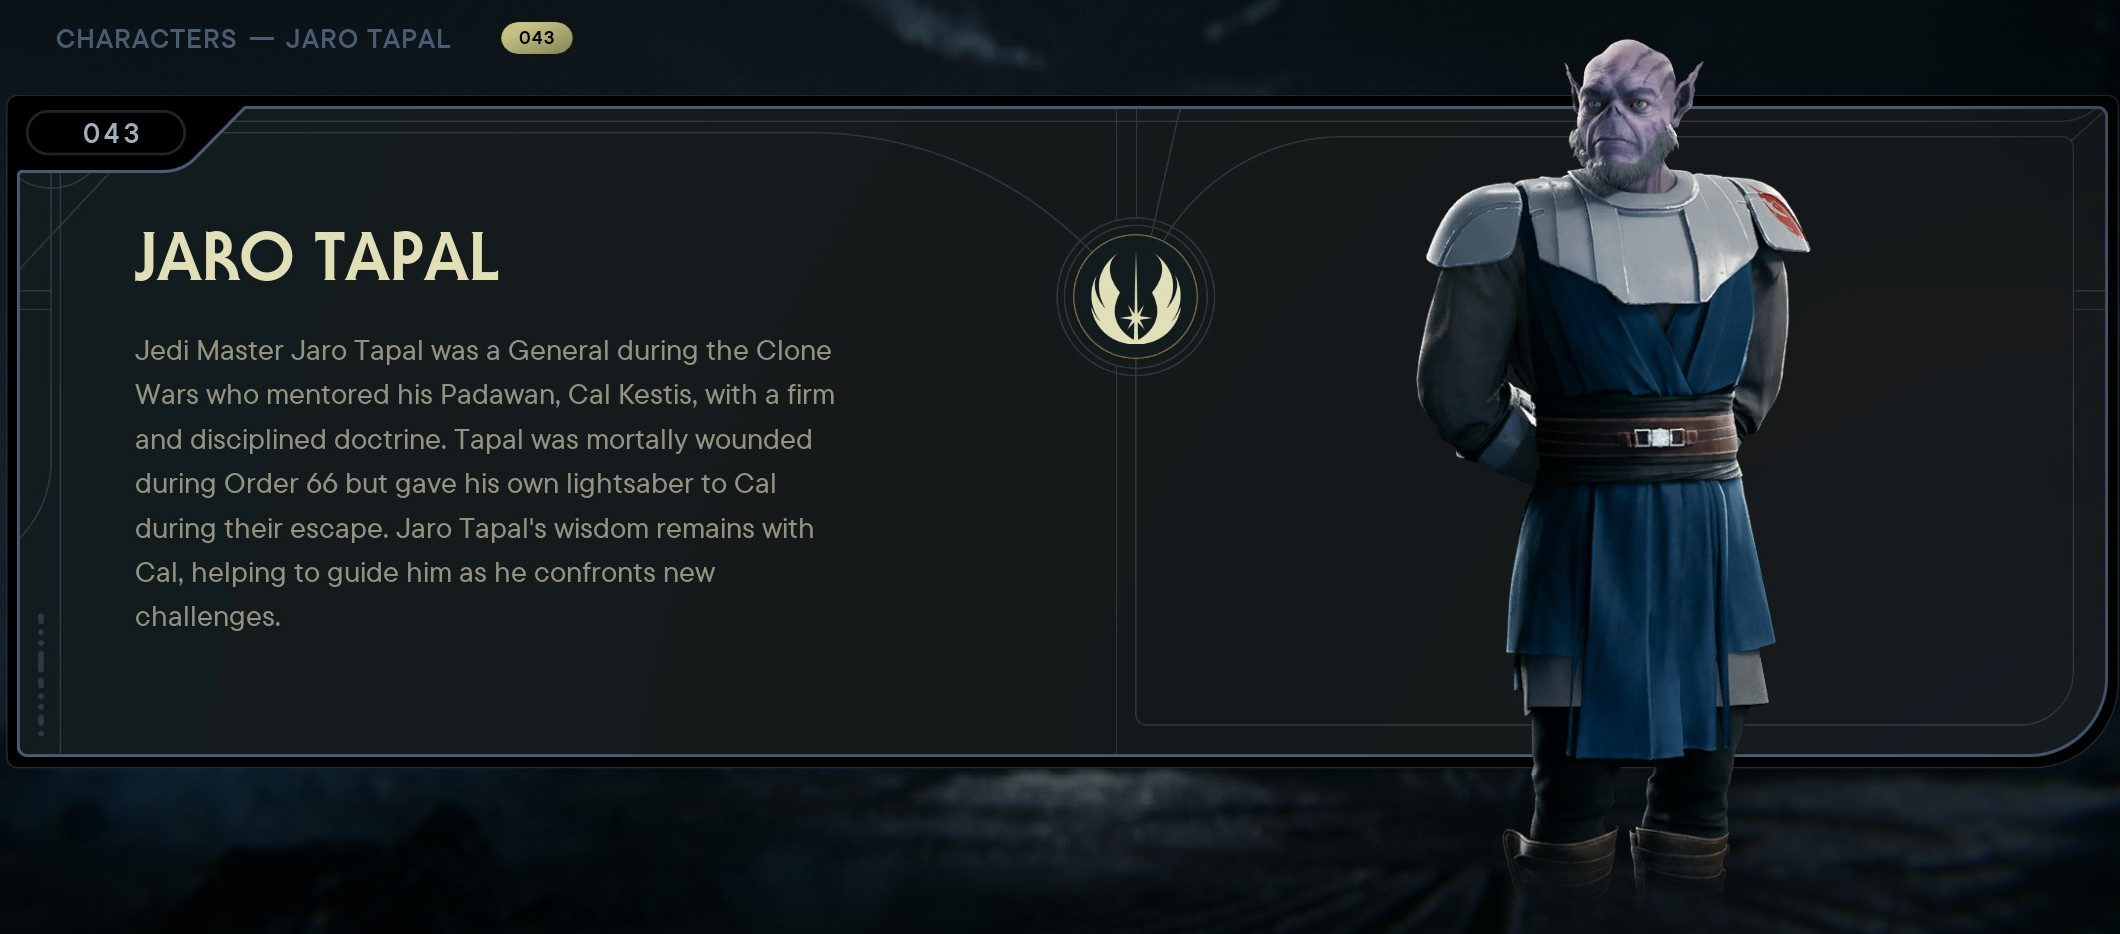 CHARACTERS — JARO TAPAL 043
043
JARO TAPAL
Jedi Master Jaro Tapal was a General during the Clone
Wars who mentored his Padawan, Cal Kestis, with a firm
and disciplined doctrine. Tapal was mortally wounded
during Order 66 but gave his own lightsaber to Cal
during their escape. Jaro Tapal's wisdom remains with
Cal, helping to guide him as he confronts new
challenges.